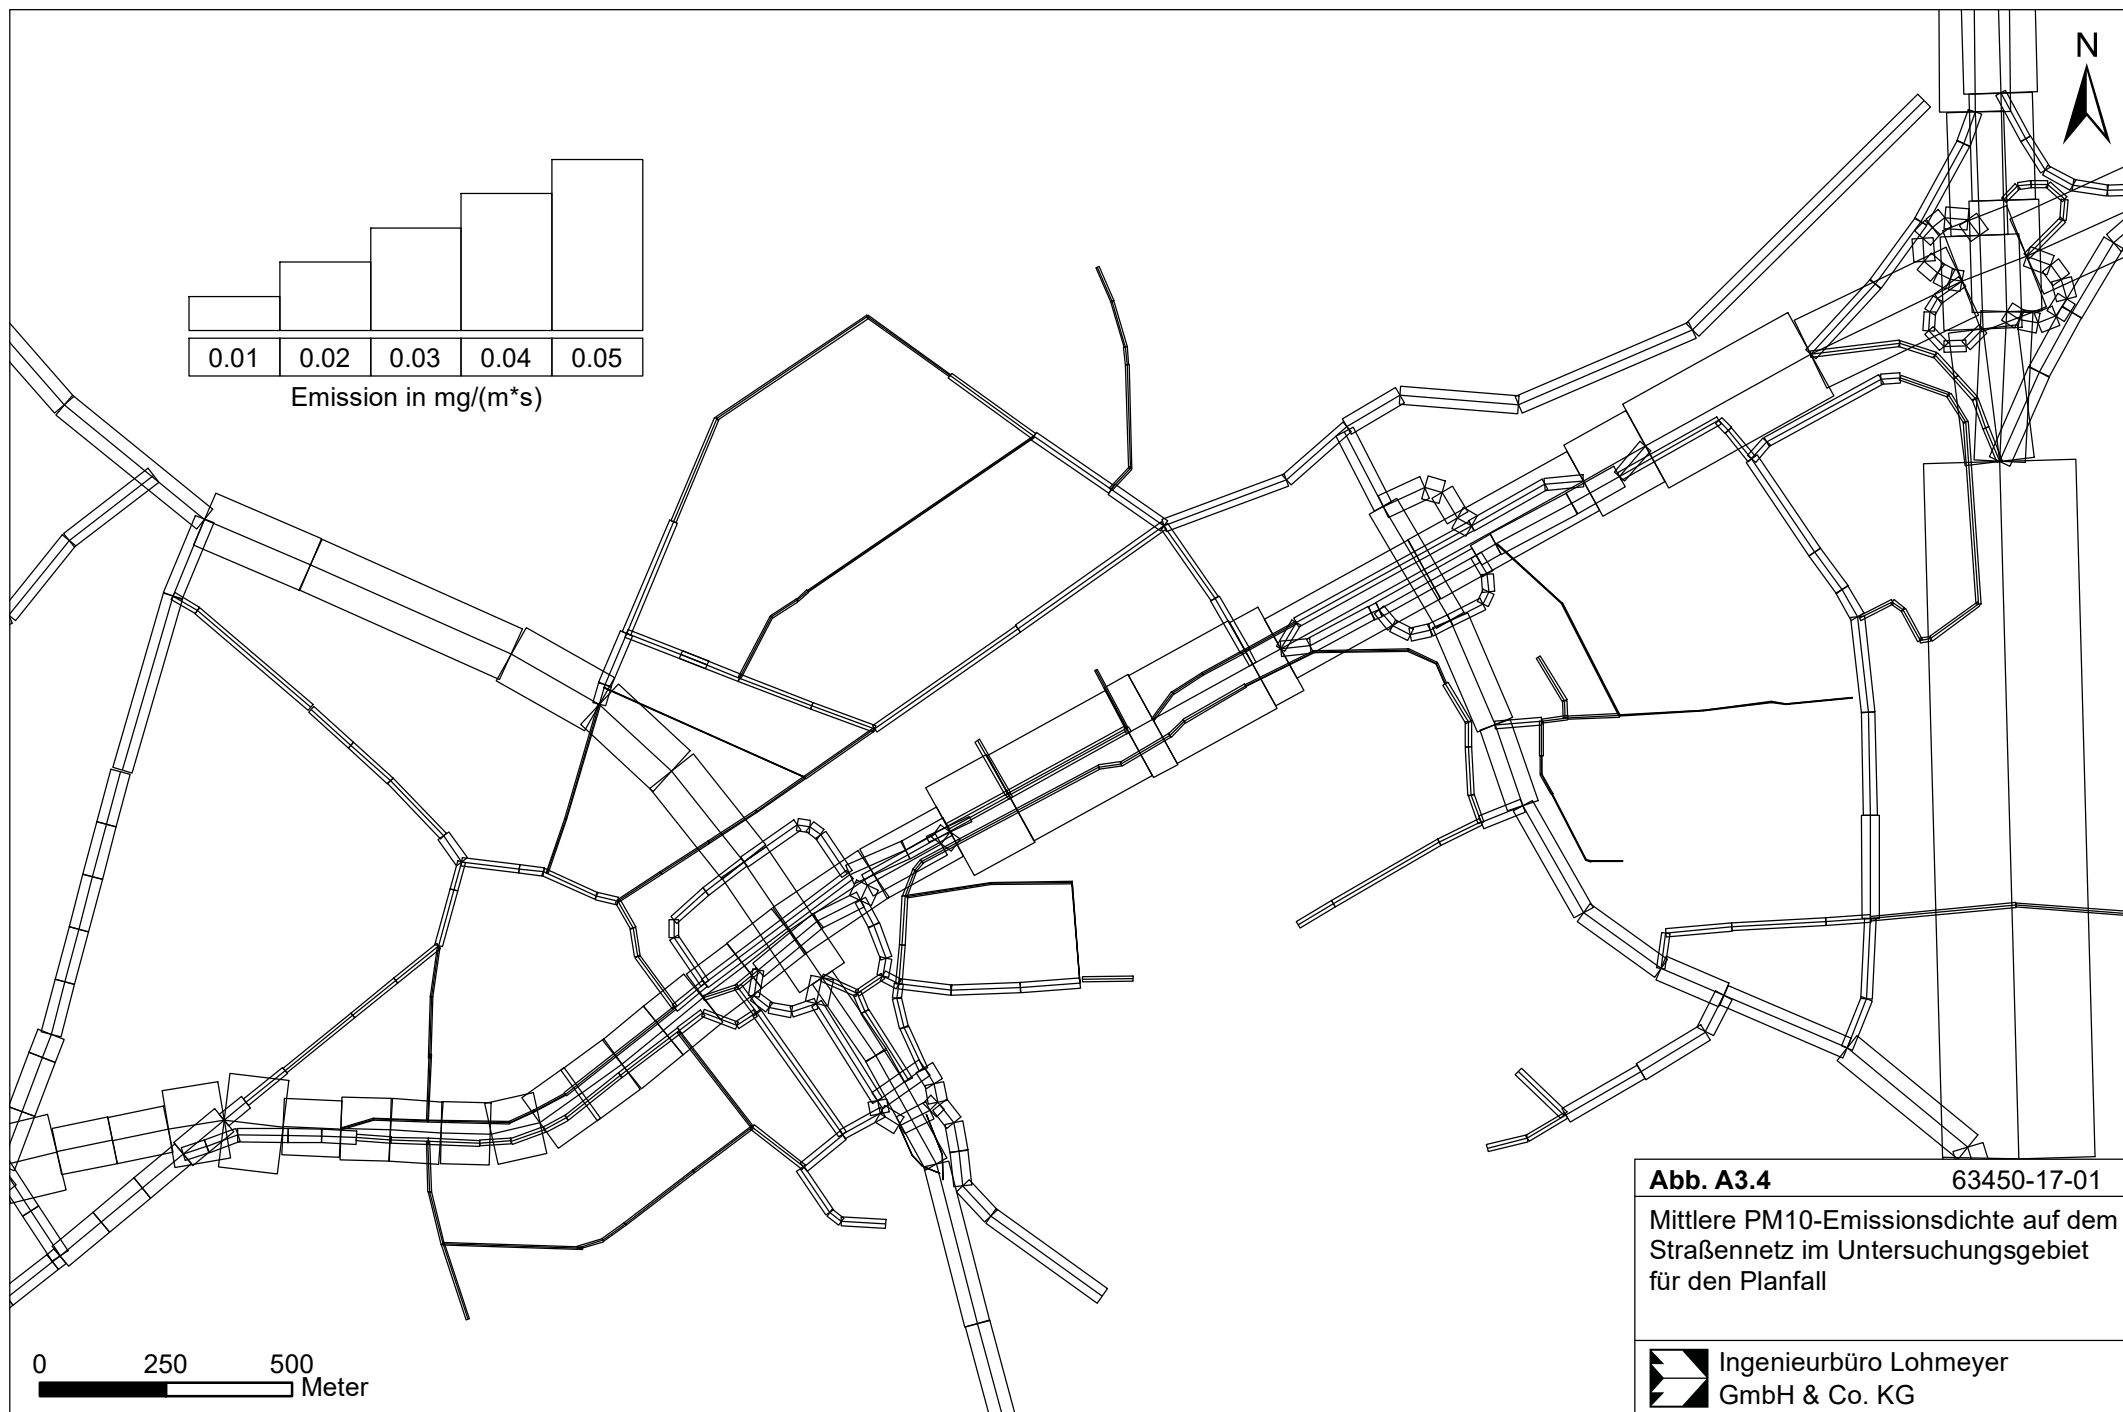 N
0.01 0.02 0.03 0.04 0.05
Emission in mg/(m*s)
0 250 500
Meter
Abb. A3.4 63450-17-01
Mittlere PM10-Emissionsdichte auf dem
Straßennetz im Untersuchungsgebiet
für den Planfall
Ingenieurbüro Lohmeyer
GmbH & Co. KG